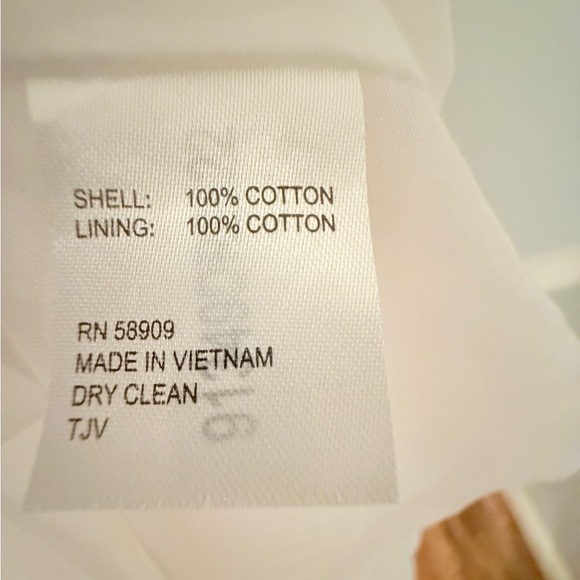 SHELL: 100% COTTON
LINING: 100% COTTON
RN 58909
MADE IN VIETNAM
DRY CLEAN
TJV